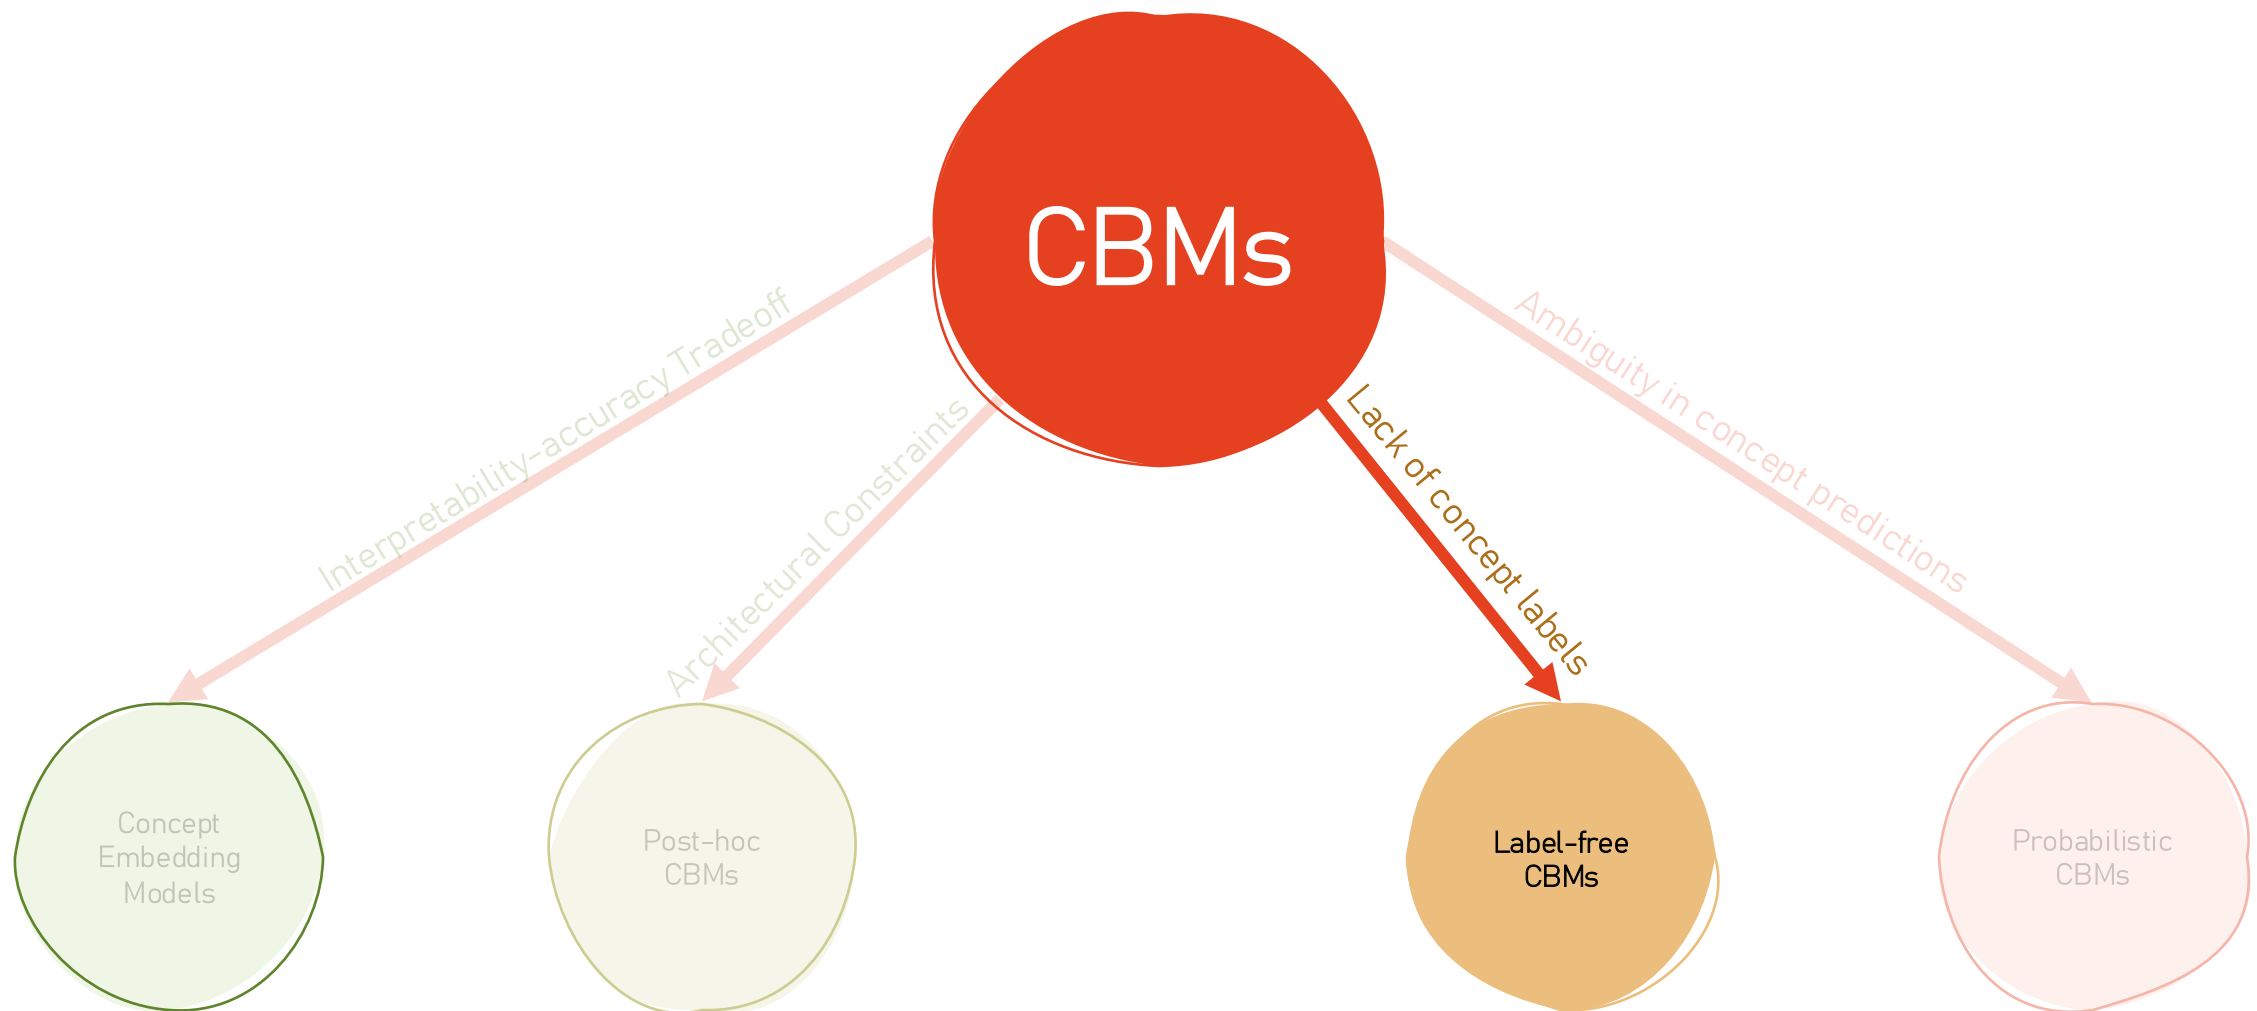 CBMs
Interpretability-accuracy Tradeoff
Architectural Constraints
Lack of concept labels
Ambiguity in concept predictions
Concept
Embedding
Models
Post-hoc
CBMs
Label-free
CBMs
Probabilistic
CBMs